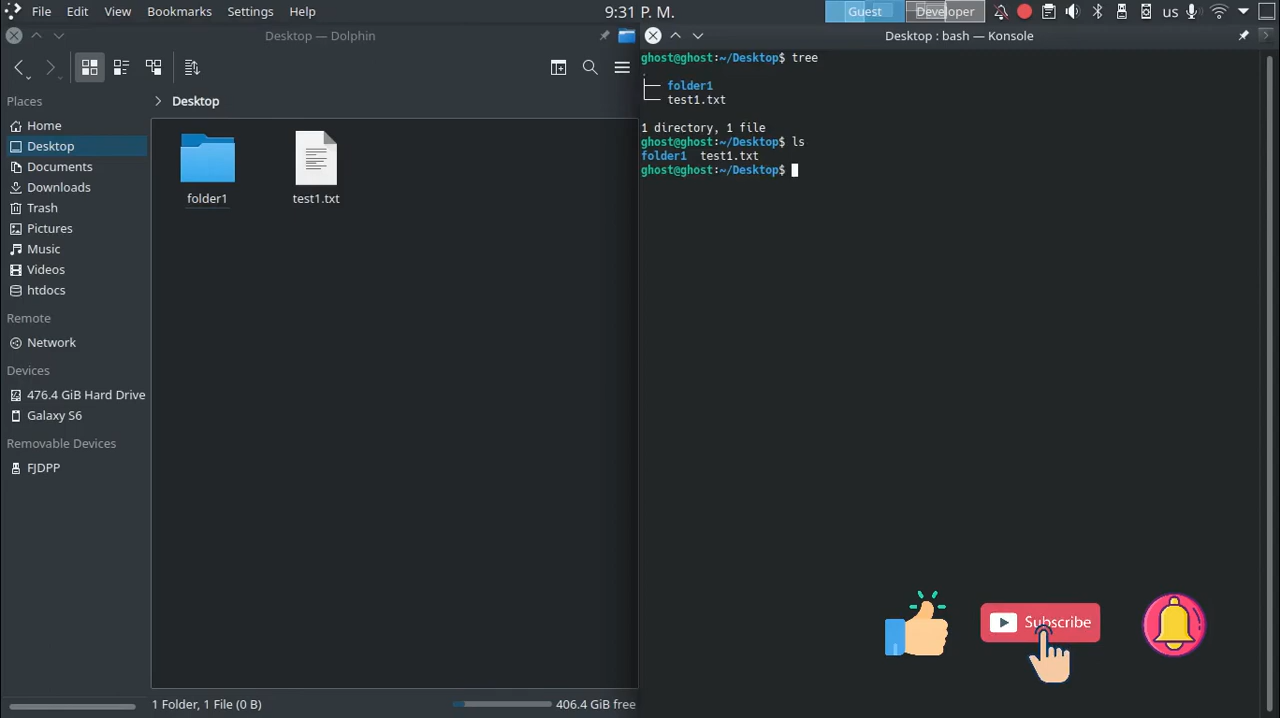 File Edit View Go Bookmarks Settings Help
9:31 P. M.
Guest
Developer
us
Desktop — Dolphin
Places
Home
Desktop
Documents
Downloads
Trash
Pictures
Music
Videos
htdocs
Remote
Network
Devices
476.4 GiB Hard Drive
Galaxy S6
Removable Devices
FJDPP
Desktop
folder1
test1.txt
1 Folder, 1 File (0 B)
406.4 GiB free
Desktop : bash — Konsole
ghost@ghost:~/Desktop$ tree
.
├── folder1
└── test1.txt
1 directory, 1 file
ghost@ghost:~/Desktop$ ls
folder1 test1.txt
ghost@ghost:~/Desktop$
Subscribe